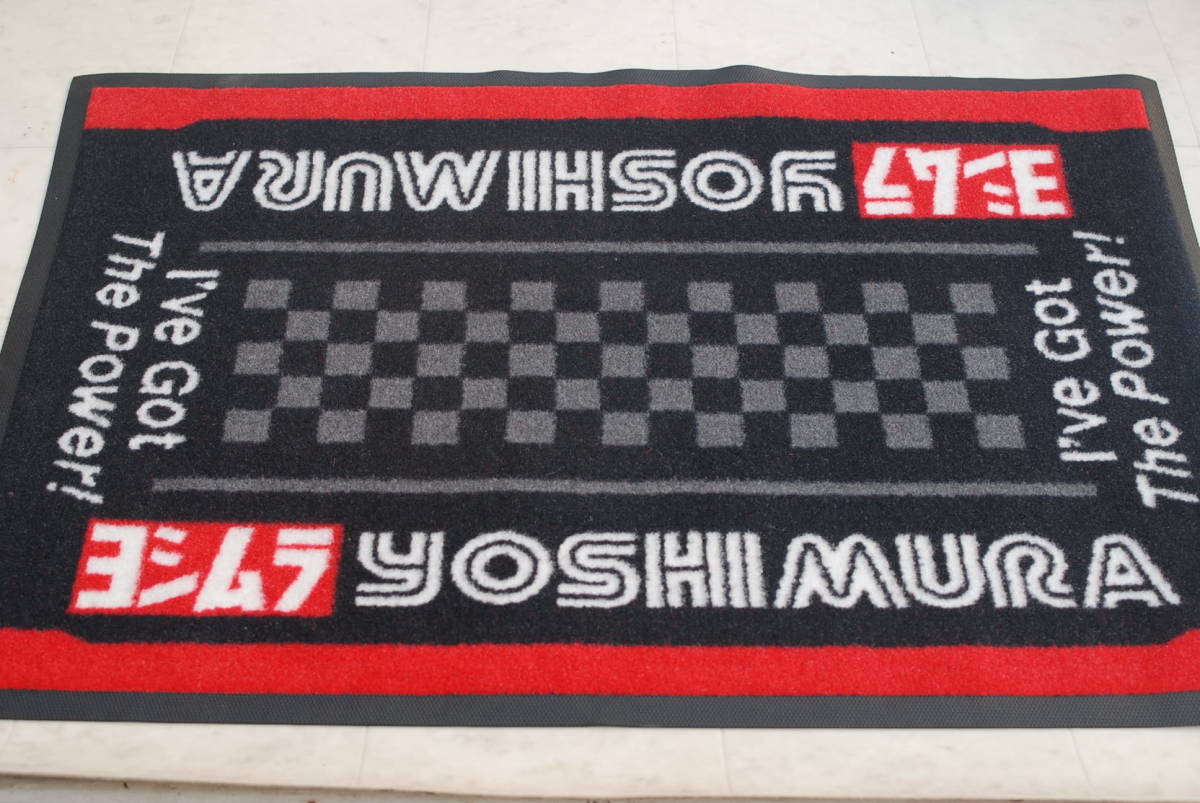 YOSHIMURA ヨシムラ
I've Got
The Power!
I've Got
The Power!
ヨシムラ YOSHIMURA